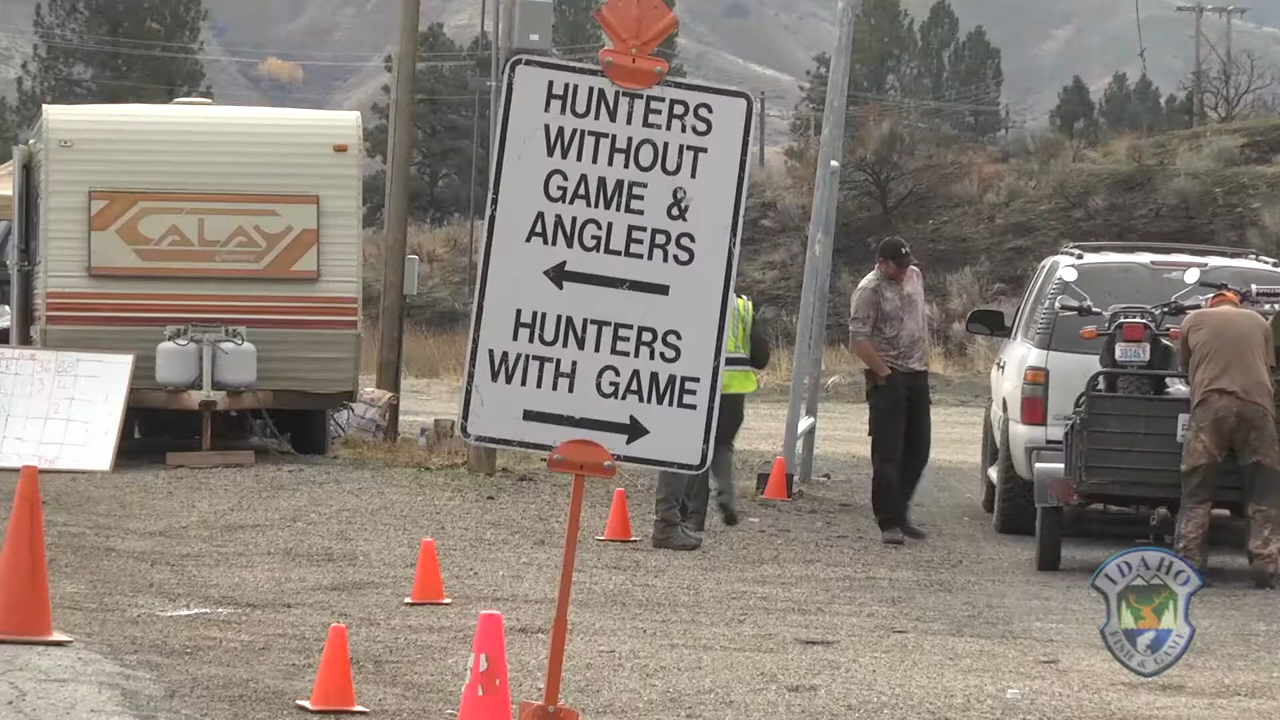 HUNTERS
WITHOUT
GAME &
ANGLERS
HUNTERS
WITH GAME
CALAY
IDAHO
FISH & GAME